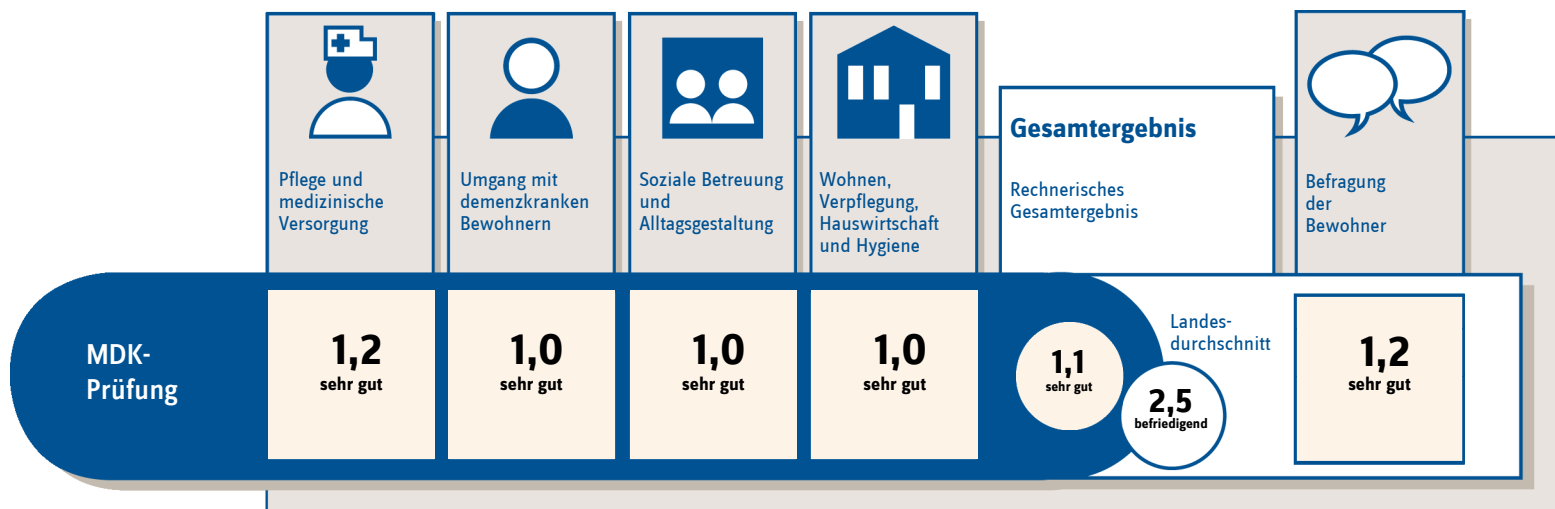 Pflege und
medizinische
Versorgung
Umgang mit
demenzkranken
Bewohnern
Soziale Betreuung
und
Alltagsgestaltung
Wohnen,
Verpflegung,
Hauswirtschaft
und Hygiene
Gesamtergebnis
Rechnerisches
Gesamtergebnis
Befragung
der
Bewohner
MDK-
Prüfung
1,2
sehr gut
1,0
sehr gut
1,0
sehr gut
1,0
sehr gut
1,1
sehr gut
Landes-
durchschnitt
2,5
befriedigend
1,2
sehr gut